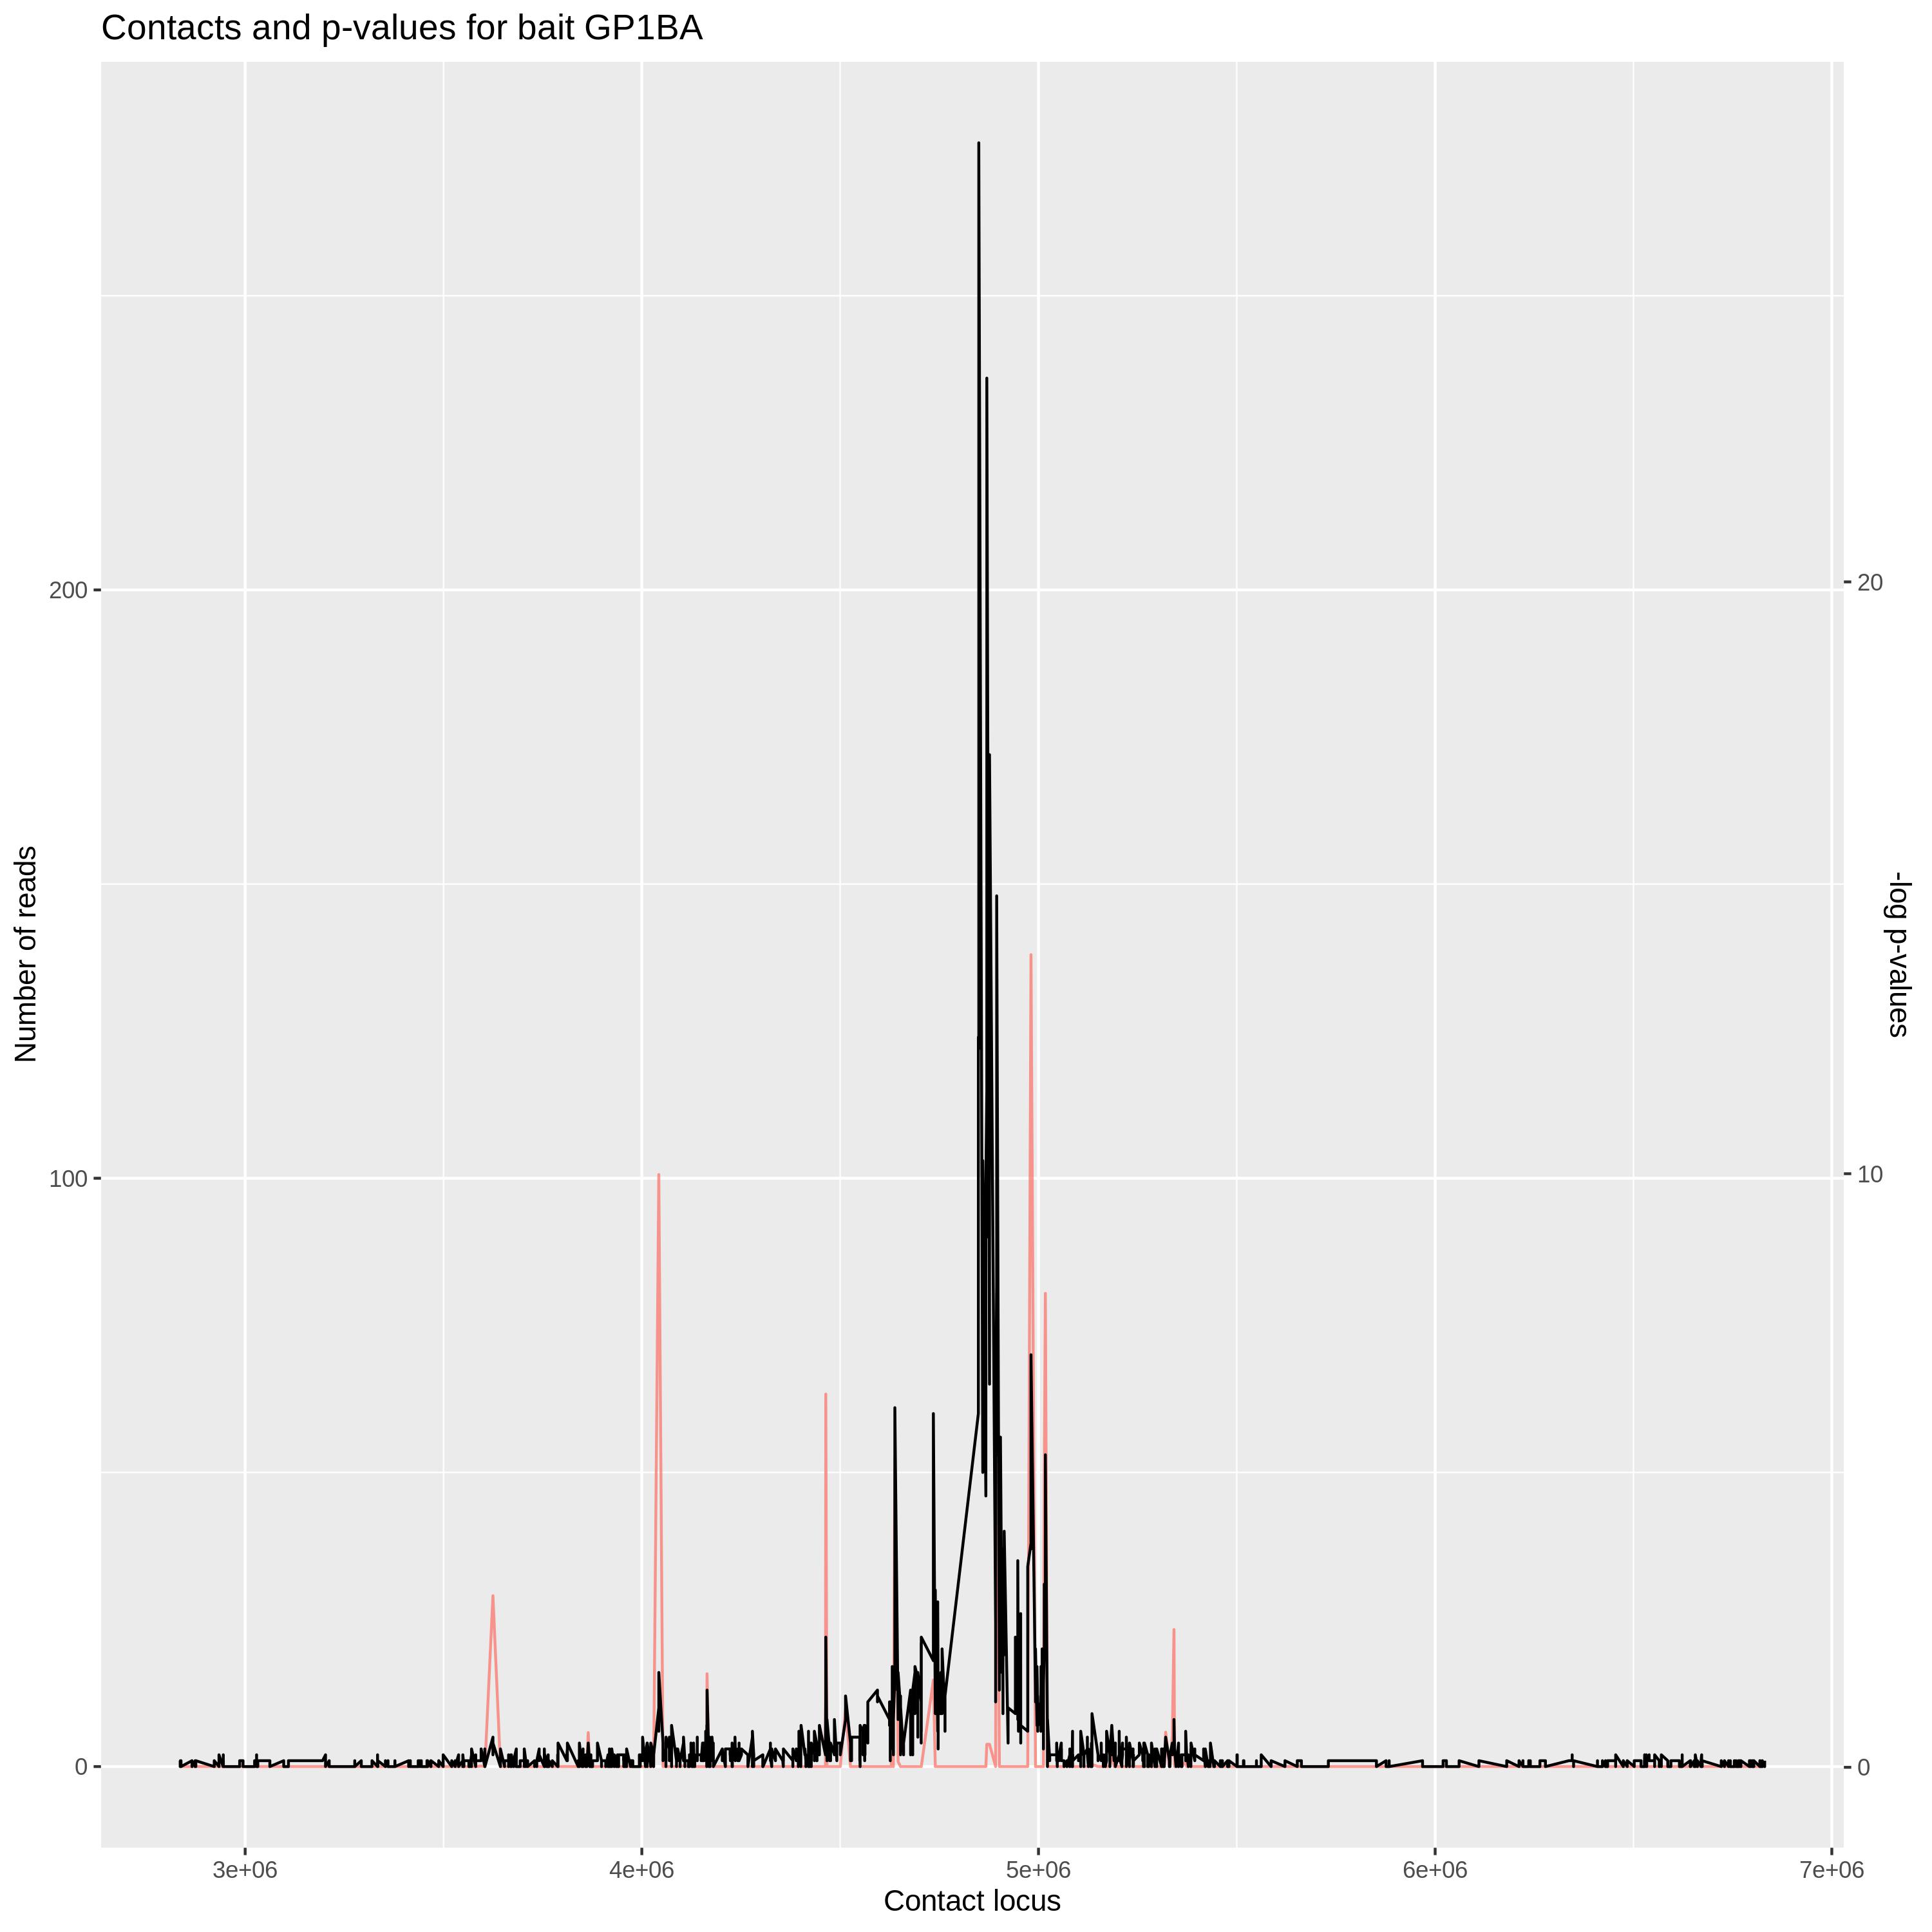 Contacts and p-values for bait GP1BA
200
100
0
Number of reads
20
10
0
-log p-values
3e+06
4e+06
5e+06
6e+06
7e+06
Contact locus